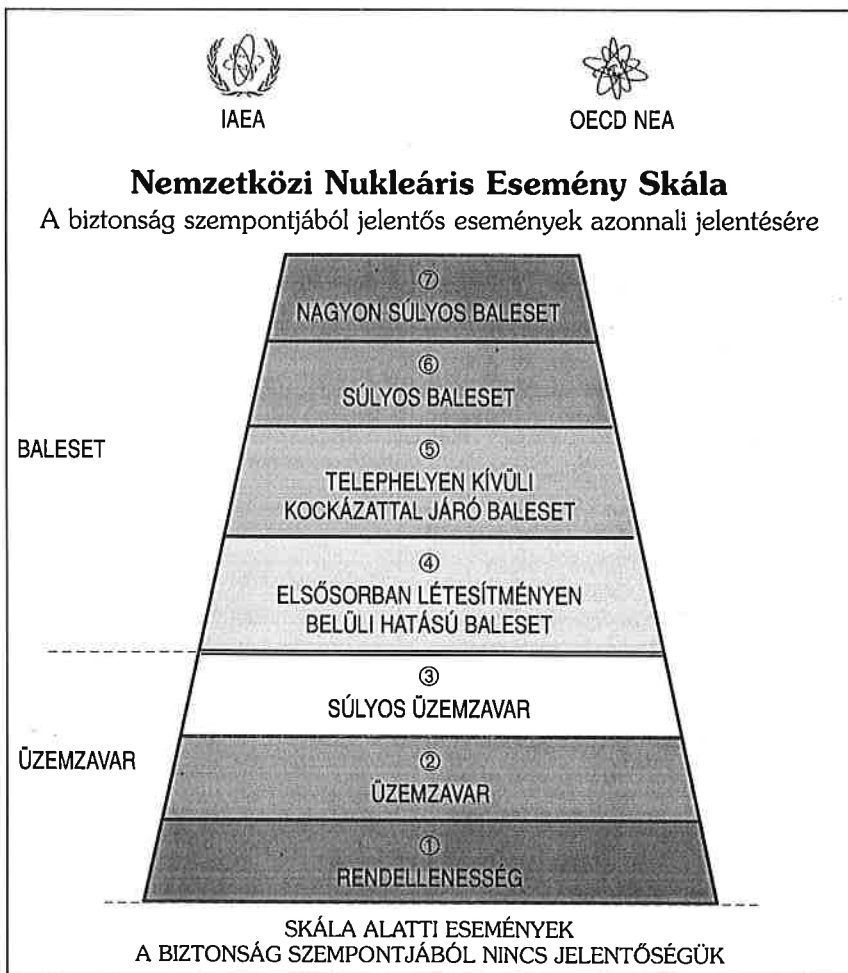 IAEA
OECD NEA
Nemzetközi Nukleáris Esemény Skála
A biztonság szempontjából jelentős események azonnali jelentésére
⑦
NAGYON SÚLYOS BALESET
⑥
SÚLYOS BALESET
BALESET
⑤
TELEPHELYEN KÍVÜLI
KOCKÁZATTAL JÁRÓ BALESET
④
ELSŐSORBAN LÉTESÍTMÉNYEN
BELÜLI HATÁSÚ BALESET
③
SÚLYOS ÜZEMZAVAR
ÜZEMZAVAR
②
ÜZEMZAVAR
①
RENDELLENESSÉG
SKÁLA ALATTI ESEMÉNYEK
A BIZTONSÁG SZEMPONTJÁBÓL NINCS JELENTŐSÉGÜK